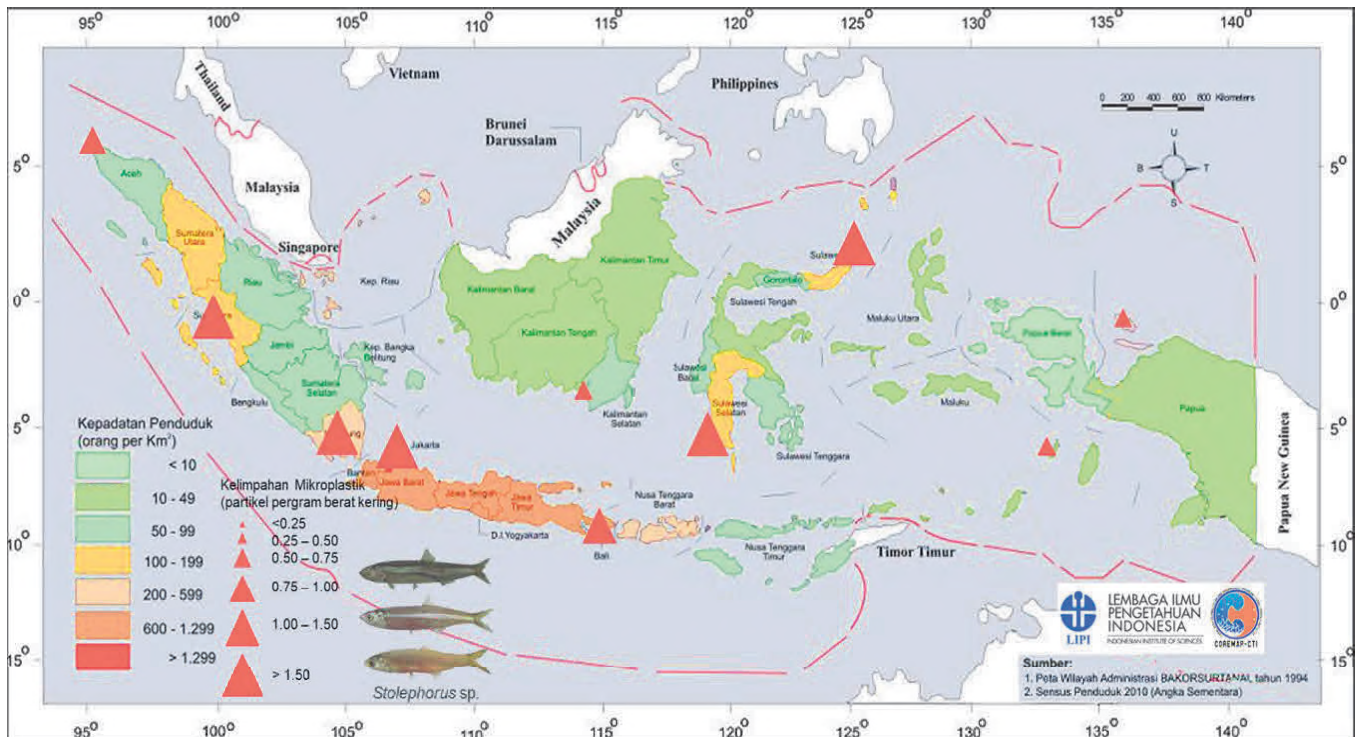 95° 100° 105° 110° 115° 120° 125° 130° 135° 140°
Thailand
Vietnam
Philippines
0 200 400 600 800 Kilometers
Brunei
Darussalam
U
B T
S
5° 5°
Aceh
Malaysia
Malaysia
Sumatera
Utara
Singapore
Kalimantan Timur
Riau
Kep. Riau
Gorontalo
0° 0°
Kalimantan Barat
Sulawesi Tengah
Maluku Utara
Kalimantan Tengah
Papua Barat
Jambi
Kep. Bangka
Belitung
Sulawesi
Barat
Sumatera
Selatan
Bengkulu
Kalimantan
Selatan
Sulawesi
Selatan
Maluku
Papua
Papua New Guinea
5° 5°
Jakarta
Sulawesi Tenggara
Kepadatan Penduduk
(orang per Km²)
< 10
10 - 49
50 - 99
100 - 199
200 - 599
600 - 1.299
> 1.299
Banten
Jawa Barat
Jawa Tengah
Jawa
Timur
D.I.Yogyakarta
Bali
Nusa Tenggara
Barat
Nusa Tenggara
Timur
Timor Timur
10° 10°
Kelimpahan Mikroplastik
(partikel pergram berat kering)
<0.25
0.25 – 0.50
0.50 – 0.75
0.75 – 1.00
1.00 – 1.50
> 1.50
Stolephorus sp.
LIPI
LEMBAGA ILMU
PENGETAHUAN
INDONESIA
INDONESIAN INSTITUTE OF SCIENCES
COREMAP-CTI
15° 15°
Sumber:
1. Peta Wilayah Administrasi BAKORSURTANAL, tahun 1994
2. Sensus Penduduk 2010 (Angka Sementara)
95° 100° 105° 110° 115° 120° 125° 130° 135° 140°